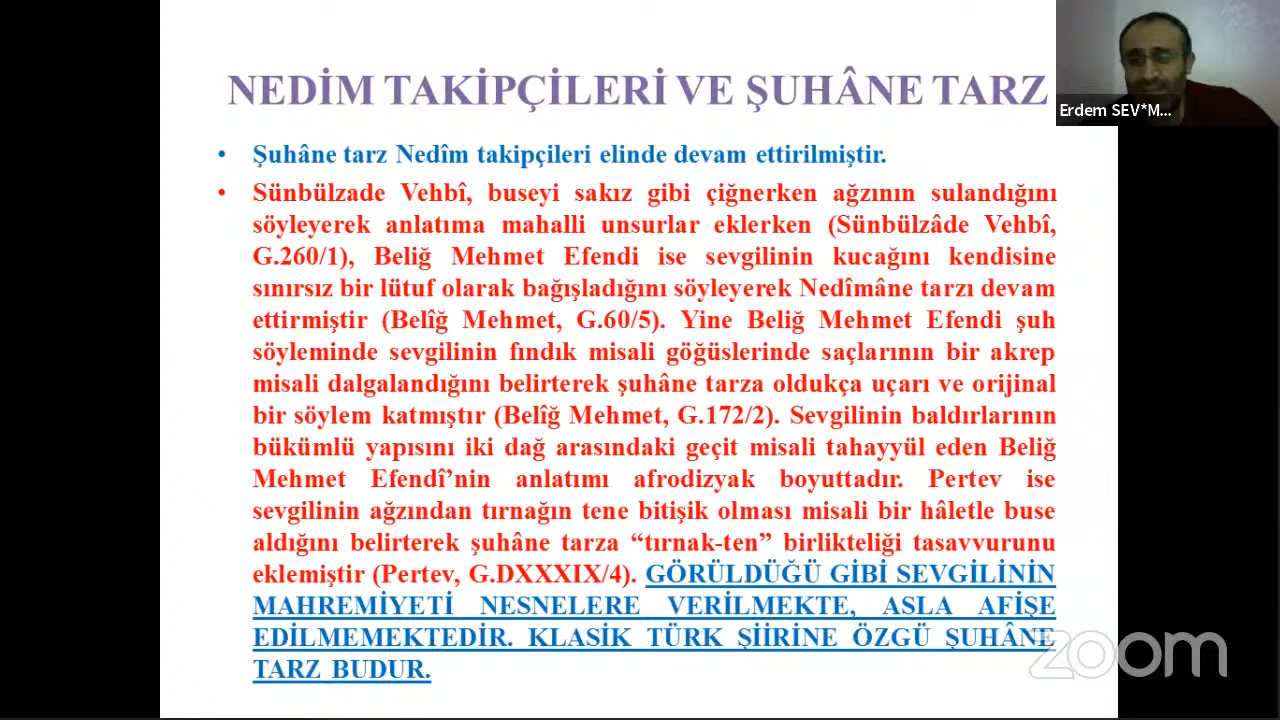 NEDİM TAKİPÇİLERİ VE ŞUHÂNE TARZ
Erdem SEV*M...
• Şuhâne tarz Nedîm takipçileri elinde devam ettirilmiştir.
• Sünbülzade Vehbî, buseyi sakız gibi çiğnerken ağzının sulandığını
söyleyerek anlatıma mahalli unsurlar eklerken (Sünbülzâde Vehbî,
G.260/1), Beliğ Mehmet Efendi ise sevgilinin kucağını kendisine
sınırsız bir lütuf olarak bağışladığını söyleyerek Nedîmâne tarzı devam
ettirmiştir (Belîğ Mehmet, G.60/5). Yine Beliğ Mehmet Efendi şuh
söyleminde sevgilinin fındık misali göğüslerinde saçlarının bir akrep
misali dalgalandığını belirterek şuhâne tarza oldukça uçarı ve orijinal
bir söylem katmıştır (Belîğ Mehmet, G.172/2). Sevgilinin baldırlarının
bükümlü yapısını iki dağ arasındaki geçit misali tahayyül eden Beliğ
Mehmet Efendî’nin anlatımı afrodizyak boyuttadır. Pertev ise
sevgilinin ağzından tırnağın tene bitişik olması misali bir hâletle buse
aldığını belirterek şuhâne tarza “tırnak-ten” birlikteliği tasavvurunu
eklemiştir (Pertev, G.DXXXIX/4). GÖRÜLDÜĞÜ GİBİ SEVGİLİNİN
MAHREMİYETİ NESNELERE VERİLMEKTE, ASLA AFİŞE
EDİLMEMEKTEDİR. KLASİK TÜRK ŞİİRİNE ÖZGÜ ŞUHÂNE
TARZ BUDUR.
zoom